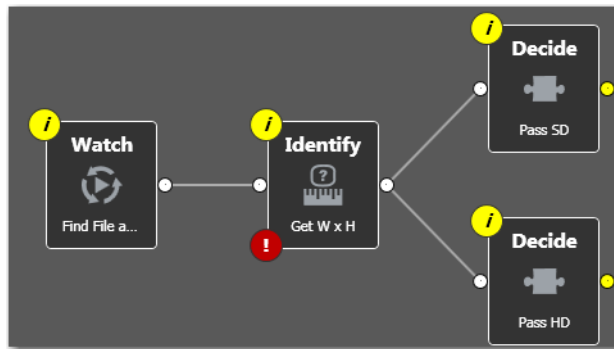 i
Decide
Pass SD
i
Watch
Find File a...
i
Identify
?
Get W x H
!
i
Decide
Pass HD